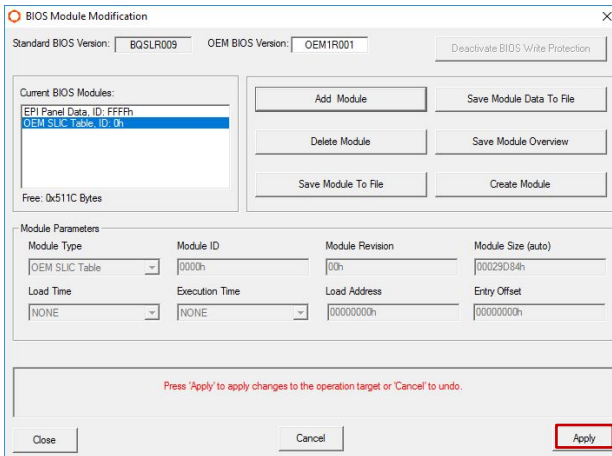 BIOS Module Modification
Standard BIOS Version: BQSLR009 OEM BIOS Version: OEM1R001 Deactivate BIOS Write Protection
Current BIOS Modules:
EPI Panel Data, ID: FFFFh
OEM SLIC Table, ID: 0h
Free: 0x511C Bytes
Add Module Save Module Data To File
Delete Module Save Module Overview
Save Module To File Create Module
Module Parameters
Module Type Module ID Module Revision Module Size (auto)
OEM SLIC Table 0000h 00h 00029D84h
Load Time Execution Time Load Address Entry Offset
NONE NONE 00000000h 00000000h
Press 'Apply' to apply changes to the operation target or 'Cancel' to undo.
Close Cancel Apply